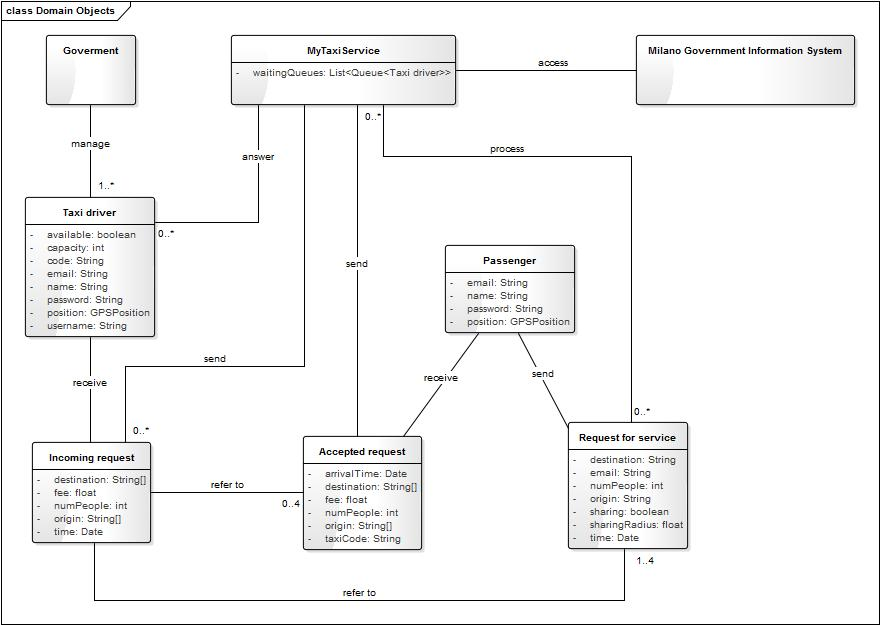 class Domain Objects
Goverment
MyTaxiService
- waitingQueues: List<Queue<Taxi driver>>
Milano Government Information System
access
manage
1..*
answer
0..*
0..*
process
send
Taxi driver
- available: boolean
- capacity: int
- code: String
- email: String
- name: String
- password: String
- position: GPSPosition
- username: String
Passenger
- email: String
- name: String
- password: String
- position: GPSPosition
receive
send
receive
send
0..*
0..*
Incoming request
- destination: String[]
- fee: float
- numPeople: int
- origin: String[]
- time: Date
refer to
0..4
Accepted request
- arrivalTime: Date
- destination: String[]
- fee: float
- numPeople: int
- origin: String[]
- taxiCode: String
Request for service
- destination: String
- email: String
- numPeople: int
- origin: String
- sharing: boolean
- sharingRadius: float
- time: Date
1..4
refer to